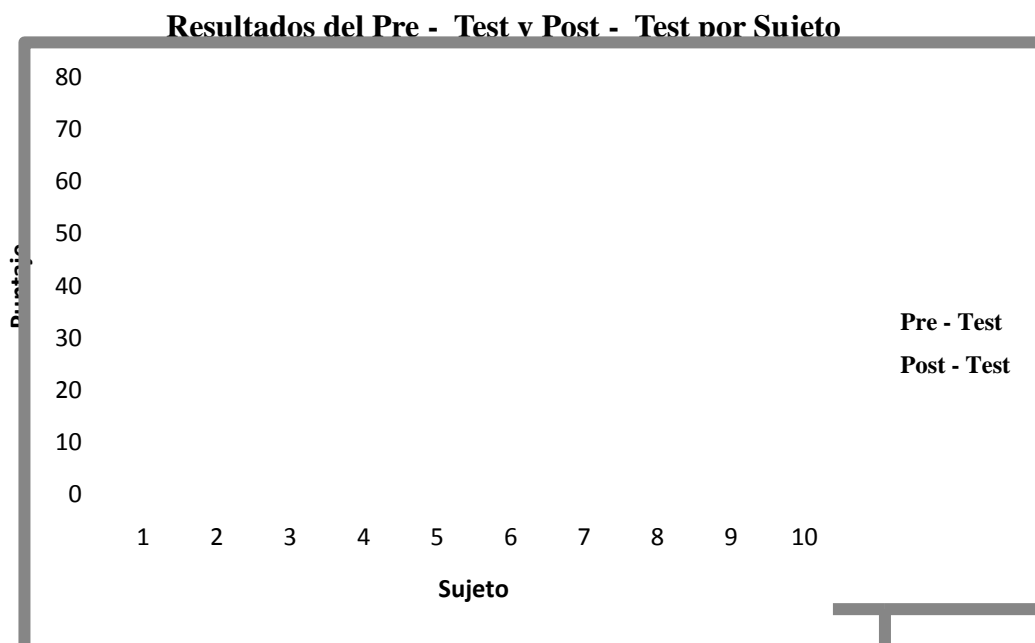 Resultados del Pre - Test y Post - Test por Sujeto
80
70
60
50
40
30
20
10
0
Puntaje
Pre - Test
Post - Test
1 2 3 4 5 6 7 8 9 10
Sujeto